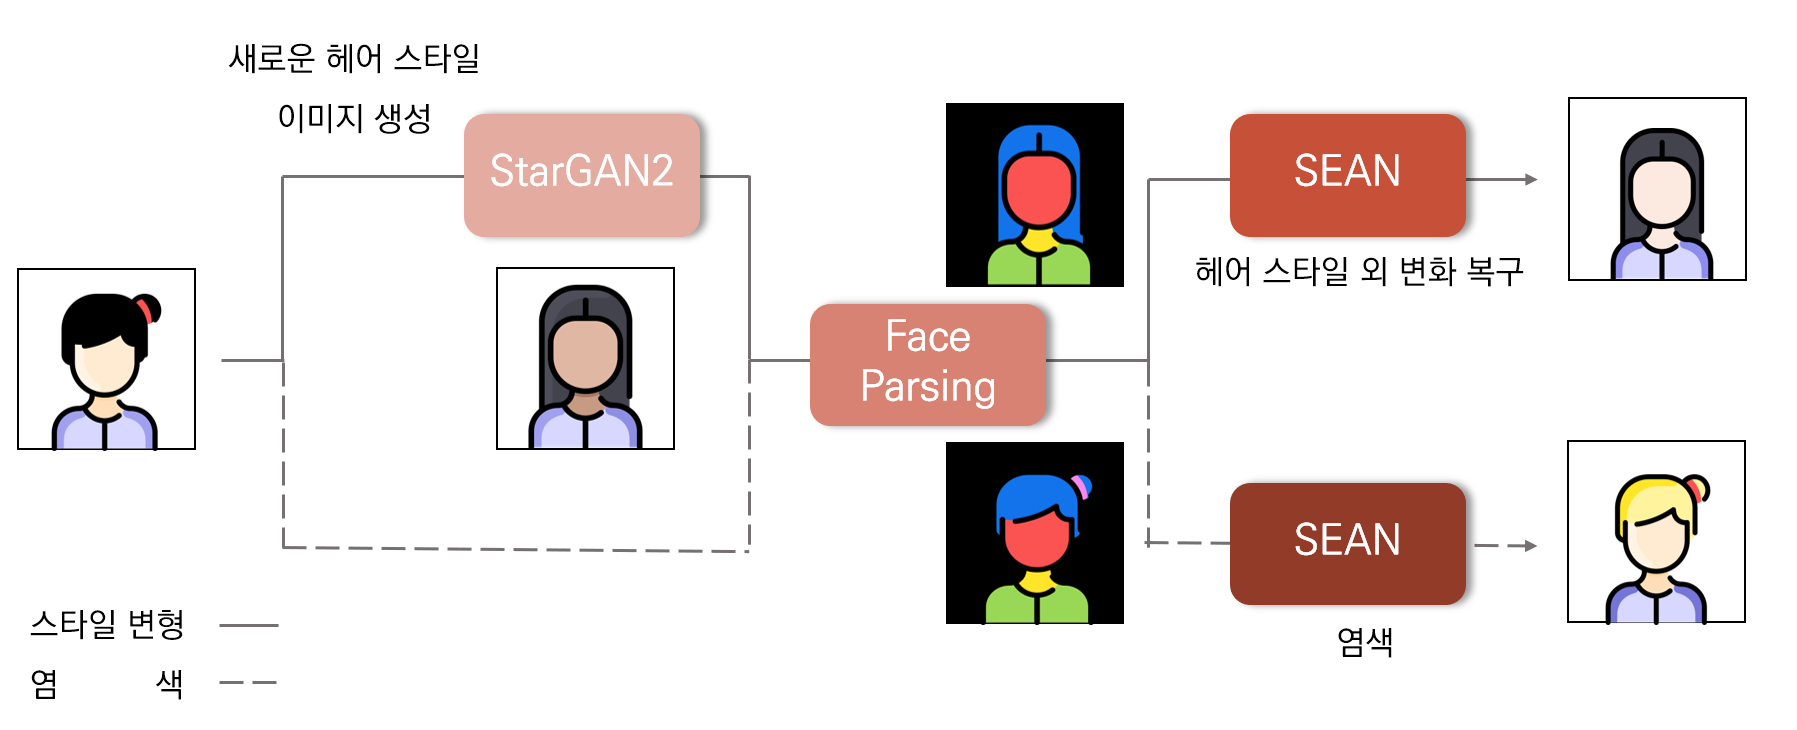 새로운 헤어 스타일
이미지 생성
StarGAN2
Face
Parsing
SEAN
헤어 스타일 외 변화 복구
SEAN
염색
스타일 변형
염 색